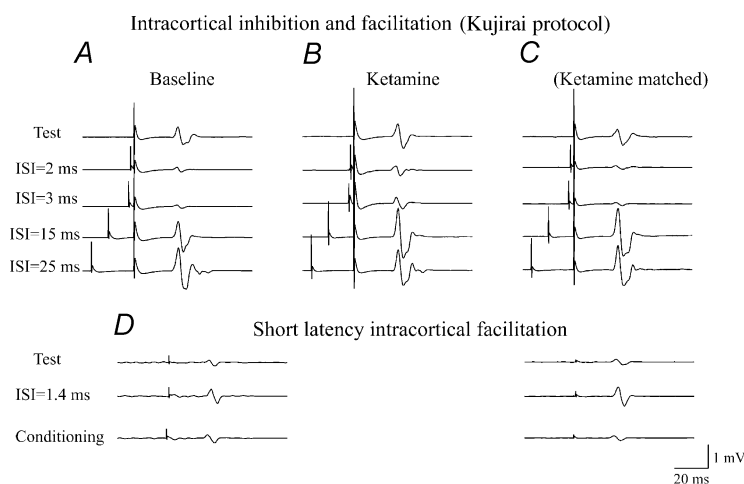 Intracortical inhibition and facilitation (Kujirai protocol)
A B C
Baseline Ketamine (Ketamine matched)
Test
ISI=2 ms
ISI=3 ms
ISI=15 ms
ISI=25 ms
D Short latency intracortical facilitation
Test
ISI=1.4 ms
Conditioning
1 mV
20 ms